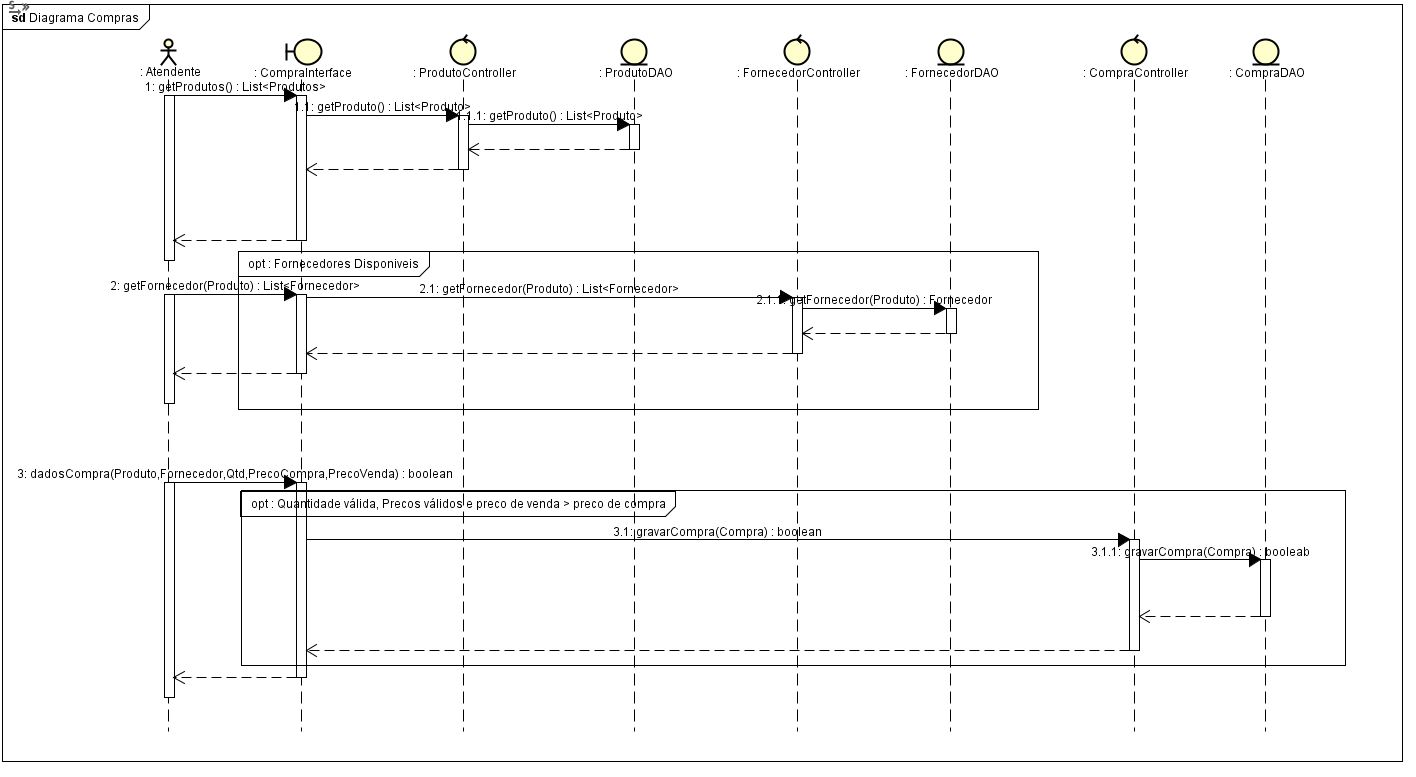 sd Diagrama Compras
: Atendente
: CompraInterface
: ProdutoController
: ProdutoDAO
: FornecedorController
: FornecedorDAO
: CompraController
: CompraDAO
1: getProdutos() : List<Produtos>
1.1: getProduto() : List<Produto>
1.1.1: getProduto() : List<Produto>
opt : Fornecedores Disponiveis
2: getFornecedor(Produto) : List<Fornecedor>
2.1: getFornecedor(Produto) : List<Fornecedor>
2.1.1: getFornecedor(Produto) : Fornecedor
3: dadosCompra(Produto,Fornecedor,Qtd,PrecoCompra,PrecoVenda) : boolean
opt : Quantidade válida, Precos válidos e preco de venda > preco de compra
3.1: gravarCompra(Compra) : boolean
3.1.1: gravarCompra(Compra) : booleab